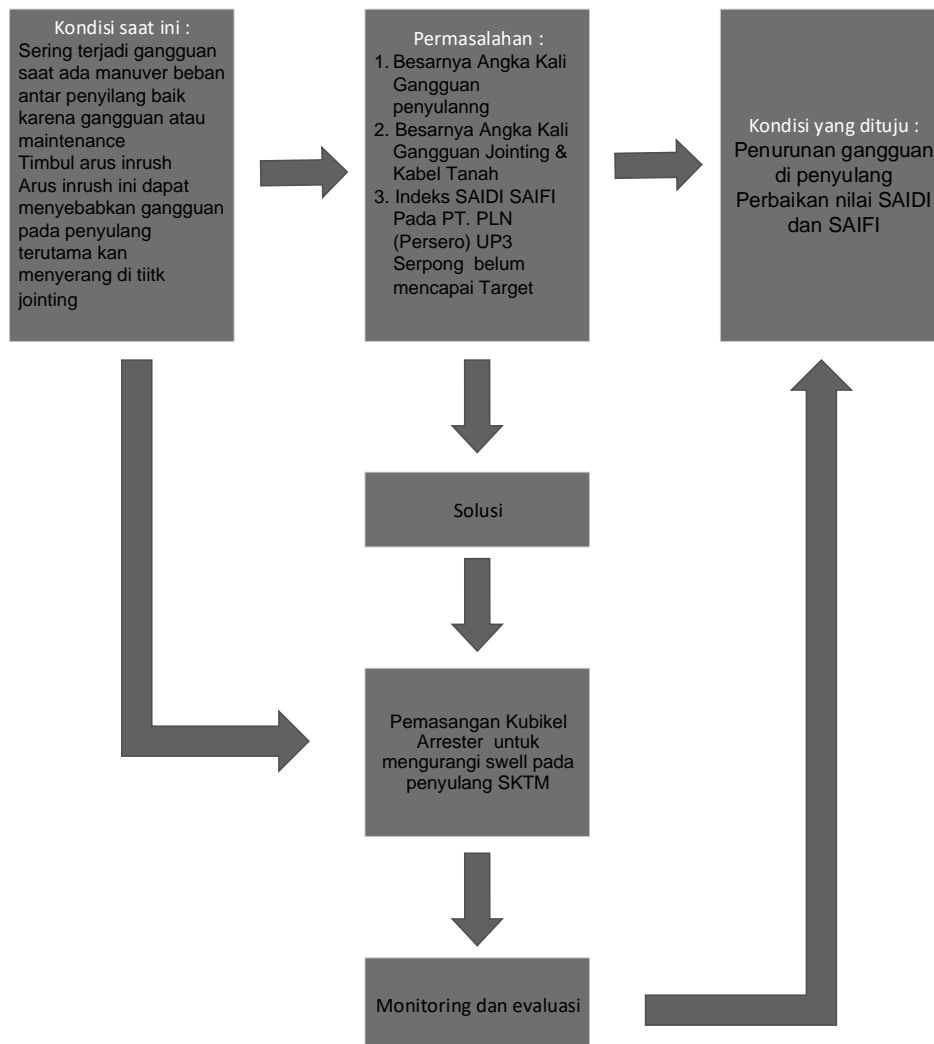 Kondisi saat ini :
Sering terjadi gangguan
saat ada manuver beban
antar penyilang baik
karena gangguan atau
maintenance
Timbul arus inrush
Arus inrush ini dapat
menyebabkan gangguan
pada penyulang
terutama kan
menyerang di tiitk
jointing
Permasalahan :
1. Besarnya Angka Kali
Gangguan
penyulanng
2. Besarnya Angka Kali
Gangguan Jointing &
Kabel Tanah
3. Indeks SAIDI SAIFI
Pada PT. PLN
(Persero) UP3
Serpong belum
mencapai Target
Kondisi yang dituju :
Penurunan gangguan
di penyulang
Perbaikan nilai SAIDI
dan SAIFI
Solusi
Pemasangan Kubikel
Arrester untuk
mengurangi swell pada
penyulang SKTM
Monitoring dan evaluasi